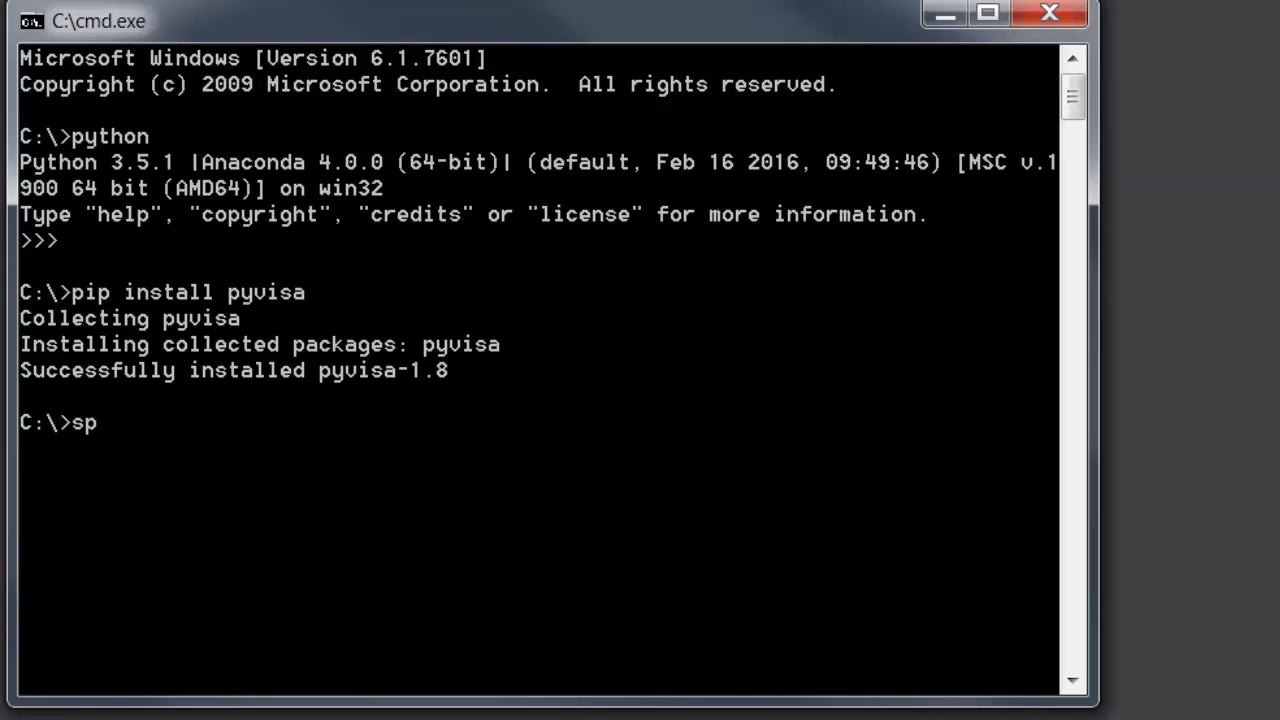 C:\cmd.exe
Microsoft Windows [Version 6.1.7601]
Copyright (c) 2009 Microsoft Corporation.  All rights reserved.
C:\>python
Python 3.5.1 |Anaconda 4.0.0 (64-bit)| (default, Feb 16 2016, 09:49:46) [MSC v.1
900 64 bit (AMD64)] on win32
Type "help", "copyright", "credits" or "license" for more information.
>>>
C:\>pip install pyvisa
Collecting pyvisa
Installing collected packages: pyvisa
Successfully installed pyvisa-1.8
C:\>sp